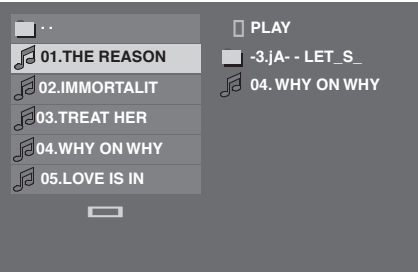 ..
01.THE REASON
02.IMMORTALIT
03.TREAT HER
04.WHY ON WHY
05.LOVE IS IN
PLAY
-3.jA- - LET_S_
04. WHY ON WHY